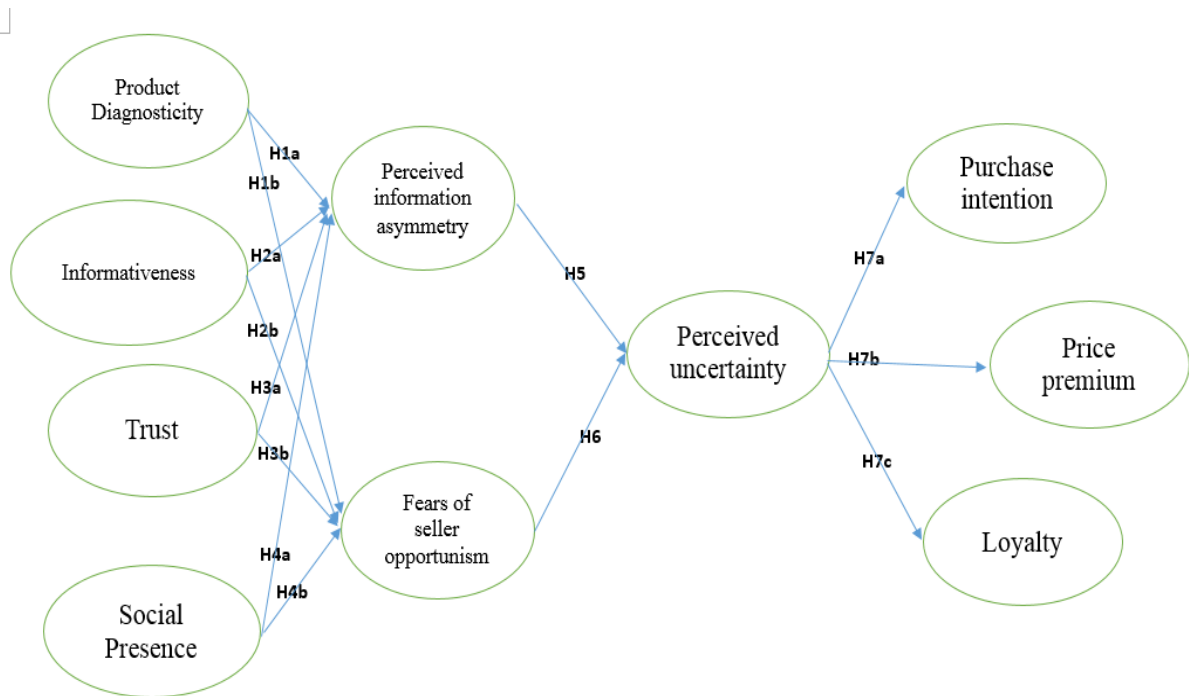 Product
Diagnosticity
H1a
H1b
Perceived
information
asymmetry
Purchase
intention
Informativeness
H2a
H2b
H5
H7a
Perceived
uncertainty
H7b
Price
premium
Trust
H3a
H3b
H6
H7c
Fears of
seller
opportunism
Loyalty
H4a
H4b
Social
Presence